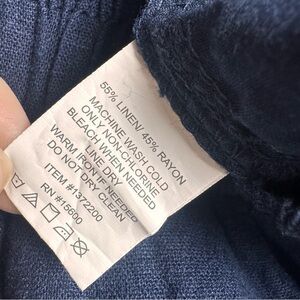 55% LINEN/ 45% RAYON
MACHINE WASH COLD
ONLY NON-CHLORINE
BLEACH WHEN NEEDED
LINE DRY
WARM IRON IF NEEDED
DO NOT DRY CLEAN
ITEM #1372200
RN #15600